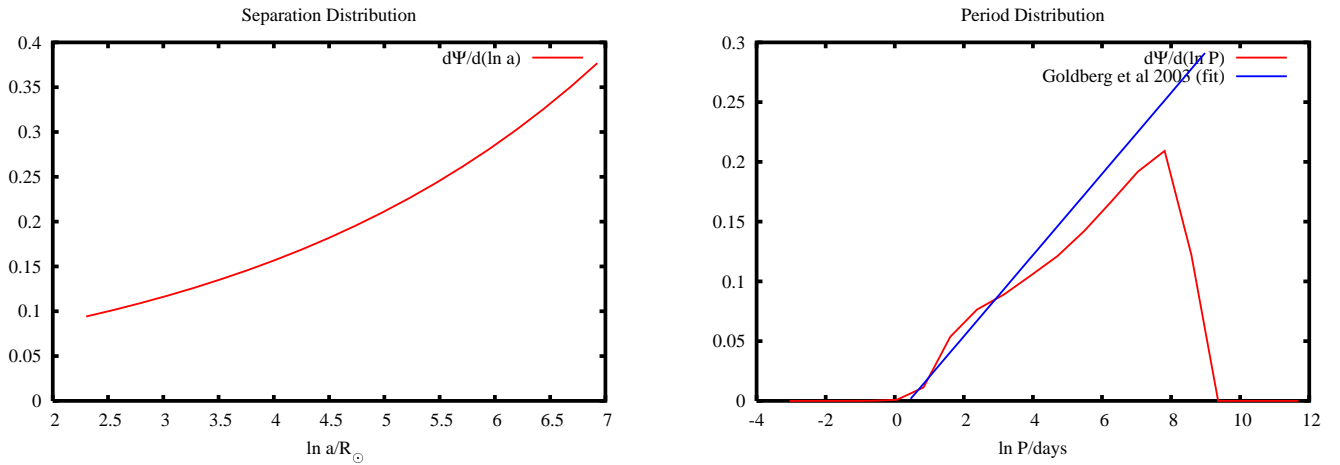 Separation Distribution
0.4
0.35
0.3
0.25
0.2
0.15
0.1
0.05
0
2 2.5 3 3.5 4 4.5 5 5.5 6 6.5 7
ln a/R☉
dΨ/d(ln a)
Period Distribution
0.3
0.25
0.2
0.15
0.1
0.05
0
-4 -2 0 2 4 6 8 10 12
ln P/days
dΨ/d(ln P)
Goldberg et al 2003 (fit)